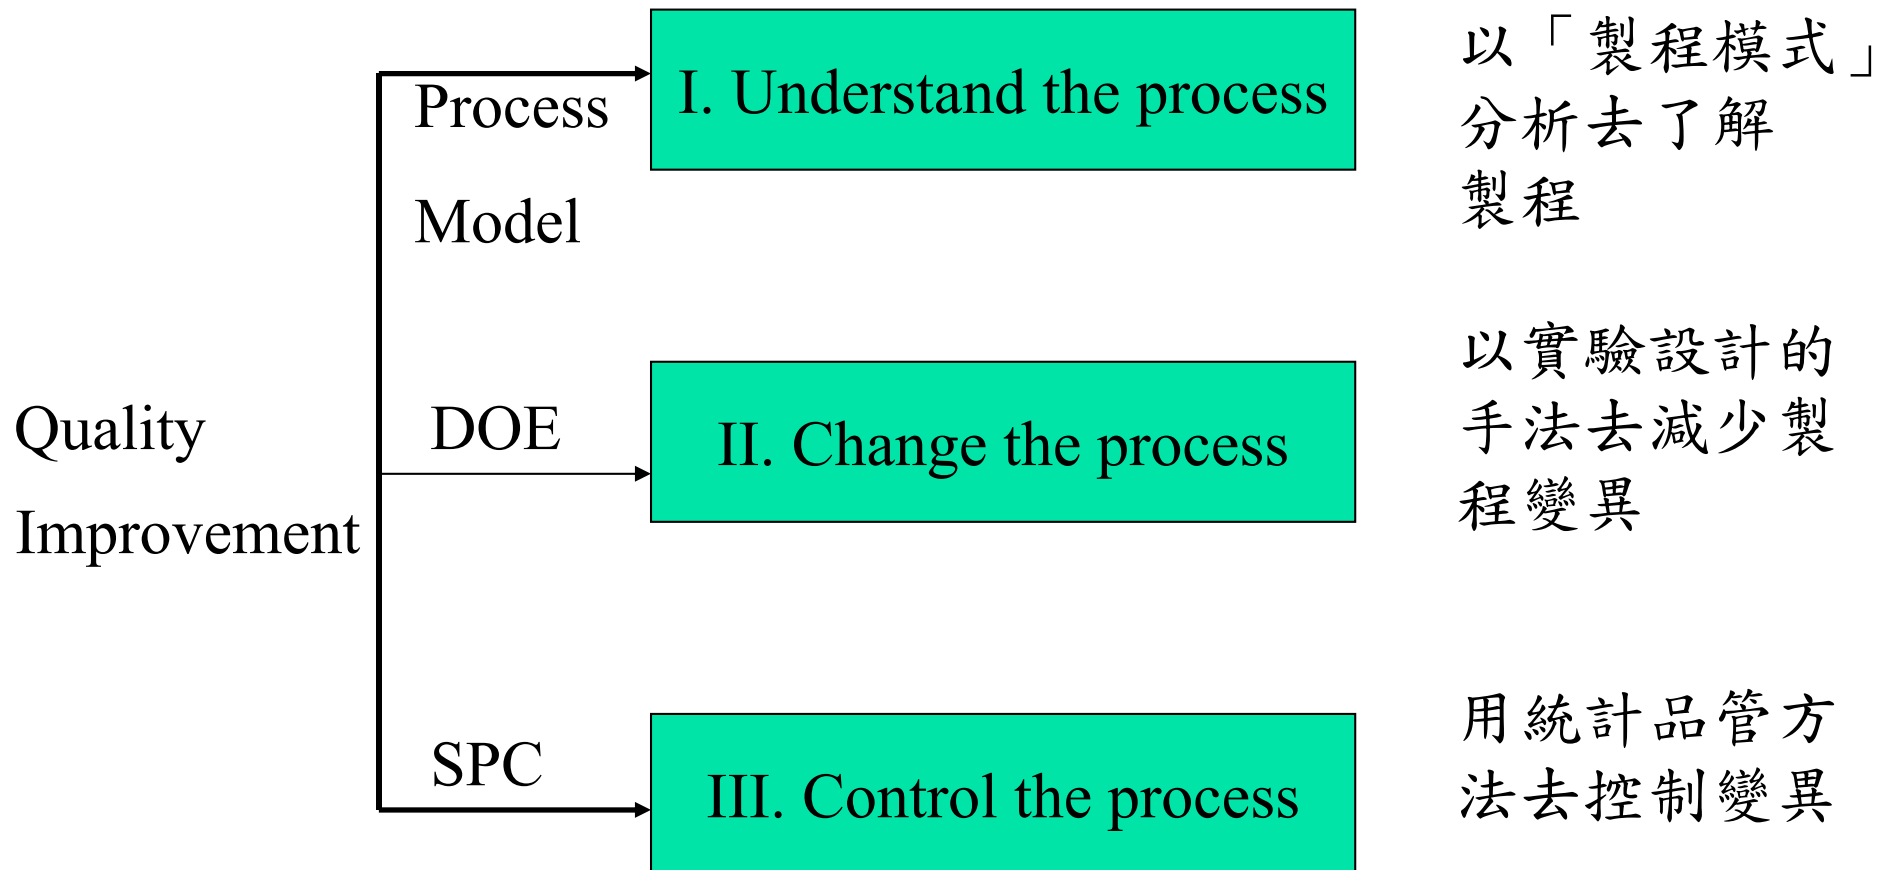 Process
Model
I. Understand the process
以「製程模式」
分析去了解
製程
Quality
Improvement
DOE
II. Change the process
以實驗設計的
手法去減少製
程變異
SPC
III. Control the process
用統計品管方
法去控制變異